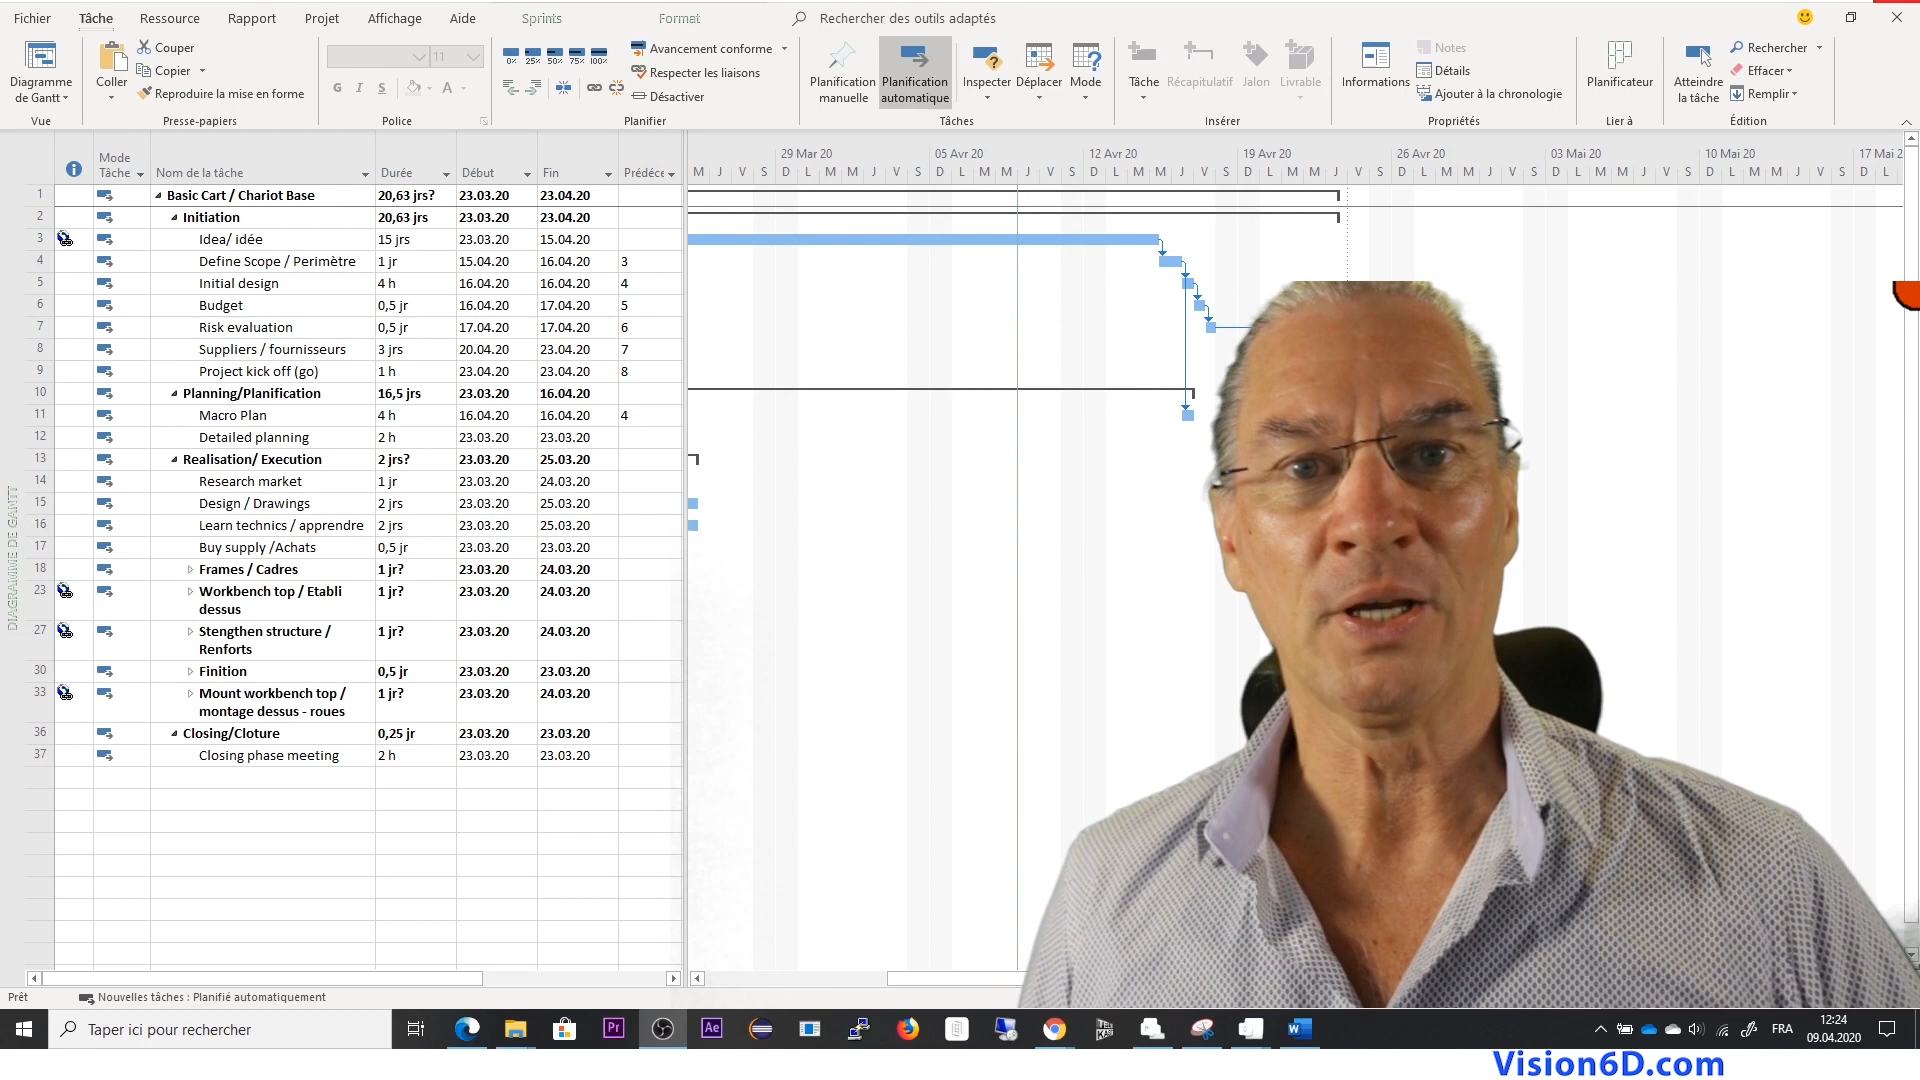 Fichier Tâche Ressource Rapport Projet Affichage Aide Sprints Format Rechercher des outils adaptés
Diagramme de Gantt
Vue
Coller
Couper
Copier
Reproduire la mise en forme
Presse-papiers
11
G I S A
Police
0% 25% 50% 75% 100%
Avancement conforme
Respecter les liaisons
Désactiver
Planifier
Planification manuelle
Planification automatique
Inspecter Déplacer Mode
Tâches
Tâche Récapitulatif Jalon Livrable
Insérer
Informations
Notes
Détails
Ajouter à la chronologie
Propriétés
Planificateur
Lier à
Atteindre la tâche
Rechercher
Effacer
Remplir
Édition
Mode Tâche Nom de la tâche Durée Début Fin Prédéce
29 Mar 20 05 Avr 20 12 Avr 20 19 Avr 20 26 Avr 20 03 Mai 20 10 Mai 20 17 Mai 2
M J V S D L M M J V S D L M M J V S D L M M J V S D L M M J V S D L M M J V S D L M M J V S D L M M J V S D L
1 Basic Cart / Chariot Base 20,63 jrs? 23.03.20 23.04.20
2 Initiation 20,63 jrs 23.03.20 23.04.20
3 Idea/ idée 15 jrs 23.03.20 15.04.20
4 Define Scope / Perimètre 1 jr 15.04.20 16.04.20 3
5 Initial design 4 h 16.04.20 16.04.20 4
6 Budget 0,5 jr 16.04.20 17.04.20 5
7 Risk evaluation 0,5 jr 17.04.20 17.04.20 6
8 Suppliers / fournisseurs 3 jrs 20.04.20 23.04.20 7
9 Project kick off (go) 1 h 23.04.20 23.04.20 8
10 Planning/Planification 16,5 jrs 23.03.20 16.04.20
11 Macro Plan 4 h 16.04.20 16.04.20 4
12 Detailed planning 2 h 23.03.20 23.03.20
13 Realisation/ Execution 2 jrs? 23.03.20 25.03.20
14 Research market 1 jr 23.03.20 24.03.20
15 Design / Drawings 2 jrs 23.03.20 25.03.20
16 Learn technics / apprendre 2 jrs 23.03.20 25.03.20
17 Buy supply /Achats 0,5 jr 23.03.20 23.03.20
18 Frames / Cadres 1 jr? 23.03.20 24.03.20
23 Workbench top / Etabli 1 jr? 23.03.20 24.03.20
dessus
27 Stengthen structure / 1 jr? 23.03.20 24.03.20
Renforts
30 Finition 0,5 jr 23.03.20 23.03.20
33 Mount workbench top / 1 jr? 23.03.20 24.03.20
montage dessus - roues
36 Closing/Cloture 0,25 jr 23.03.20 23.03.20
37 Closing phase meeting 2 h 23.03.20 23.03.20
DIAGRAMME DE GANTT
Prêt Nouvelles tâches : Planifié automatiquement
Taper ici pour rechercher Pr Ae FRA 12:24
09.04.2020
Vision6D.com